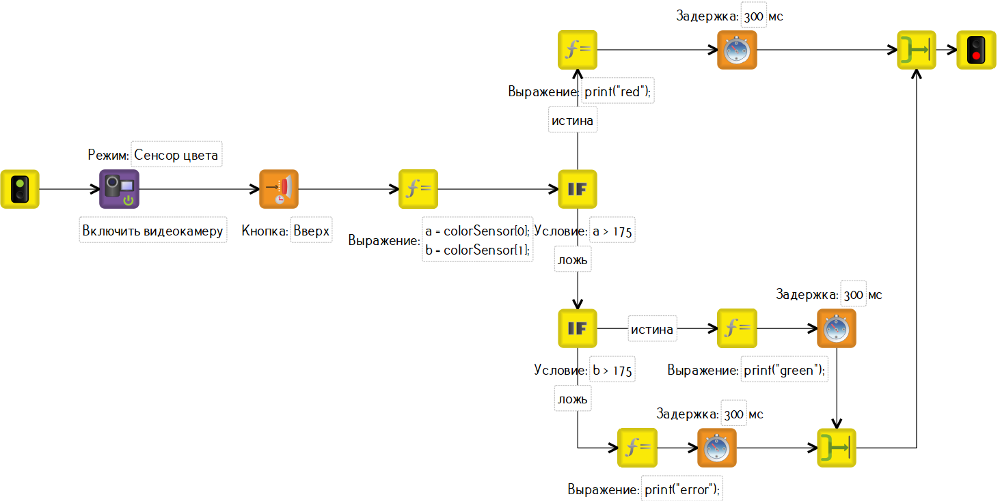 Задержка: 300 мс
Выражение: print("red");
истина
Режим: Сенсор цвета
IF
Включить видеокамеру
Кнопка: Вверх
Выражение: a = colorSensor[0];
b = colorSensor[1];
Условие: a > 175
ложь
Задержка: 300 мс
IF
истина
Условие: b > 175
Выражение: print("green");
ложь
Задержка: 300 мс
Выражение: print("error");